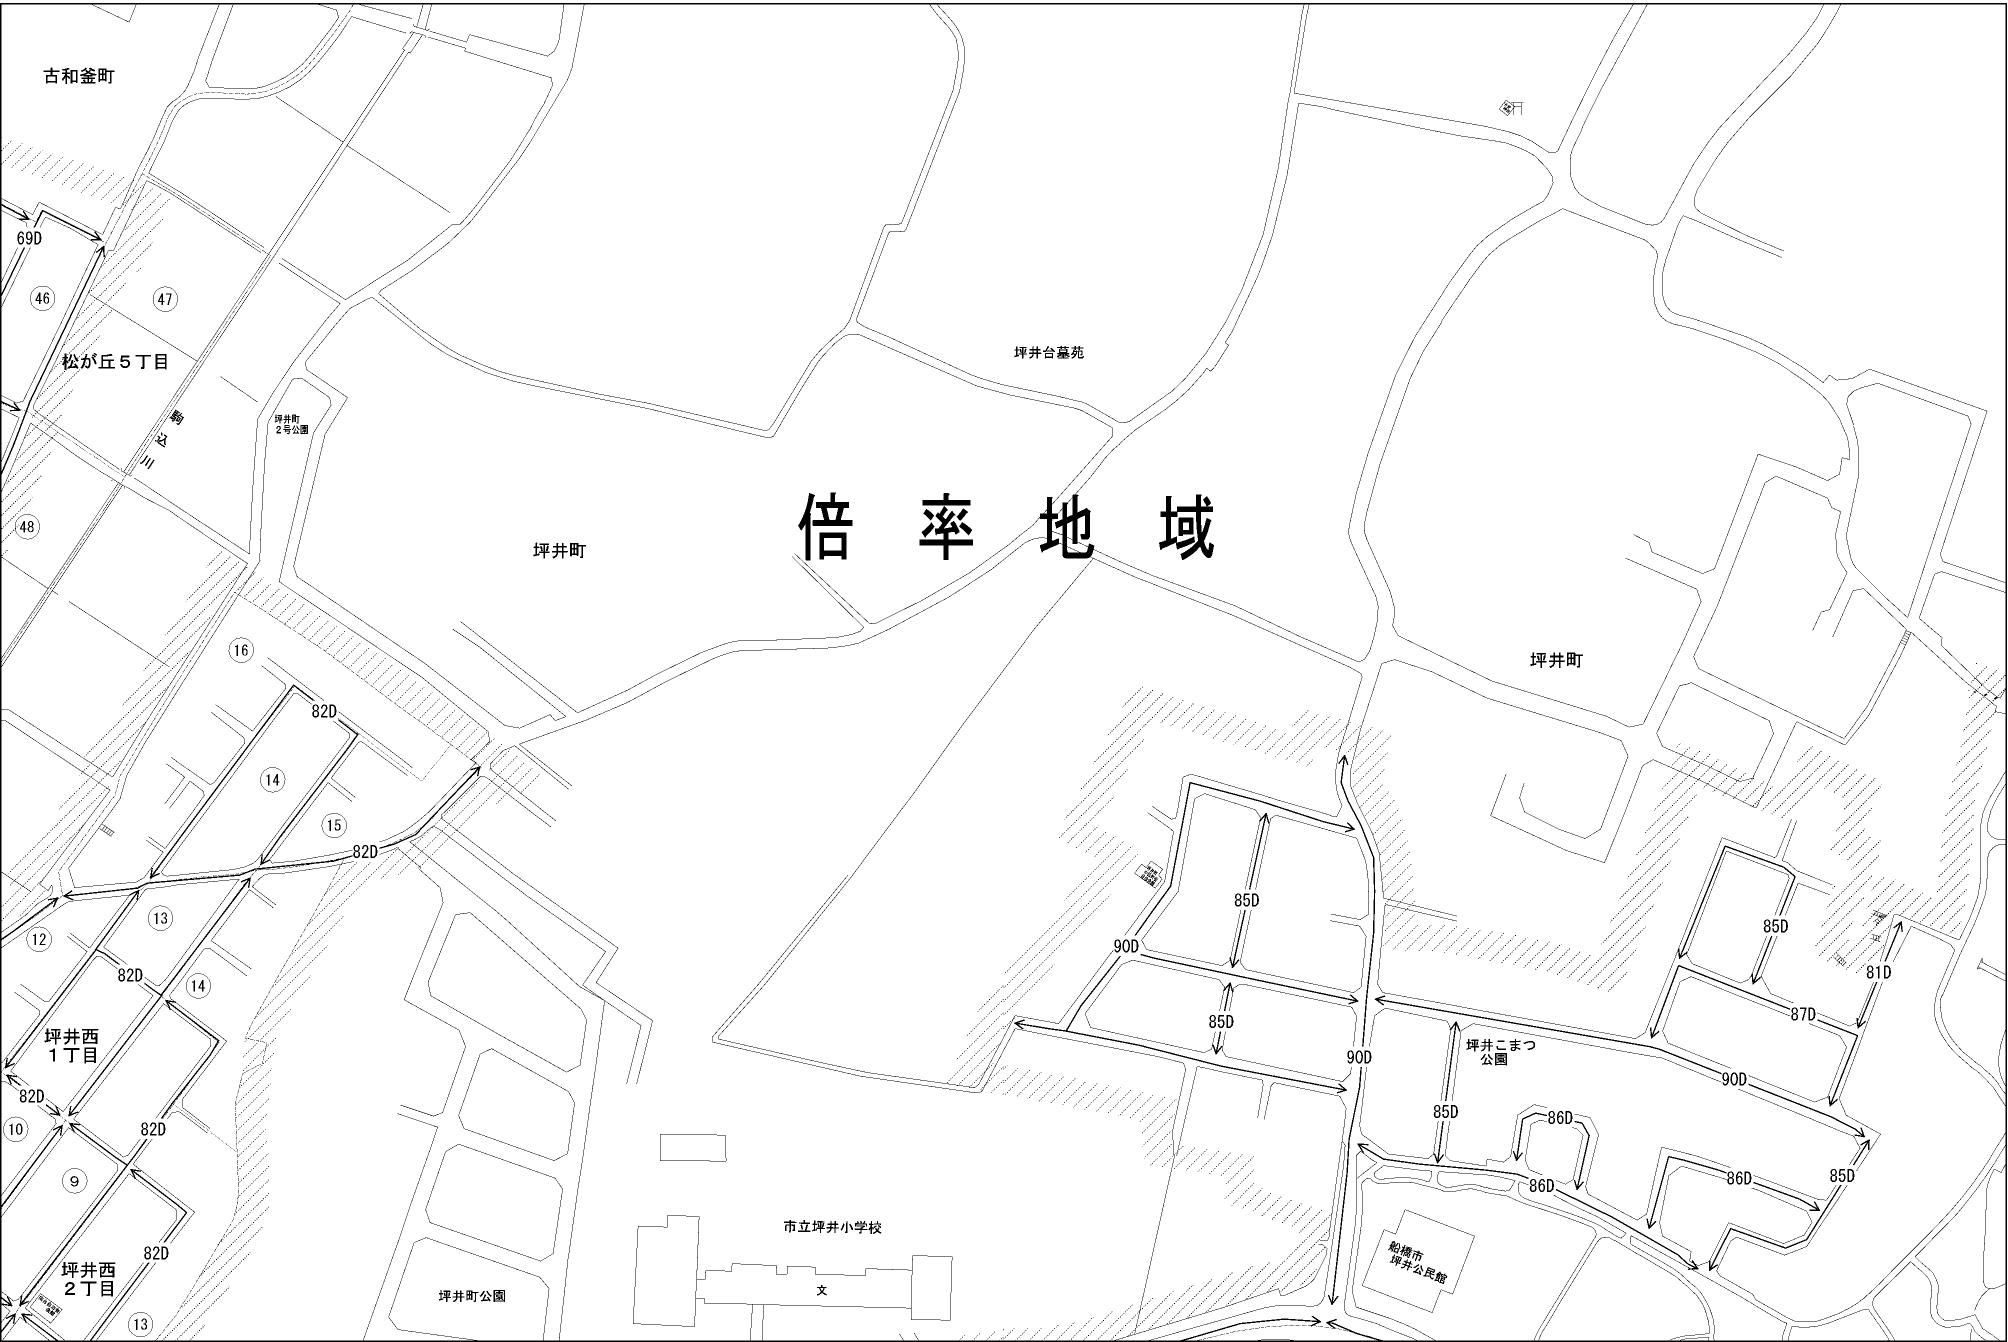 古和釜町
69D
46
47
松が丘５丁目
駒込川
坪井町
２号公園
坪井台墓苑
48
倍率地域
坪井町
坪井町
16
82D
14
15
82D
13
12
82D
14
坪井西
１丁目
82D
10
82D
9
82D
坪井西
２丁目
13
坪井町公園
市立坪井小学校
文
85D
90D
85D
90D
坪井こまつ
公園
85D
86D
86D
86D
85D
90D
87D
85D
81D
船橋市
坪井公民館